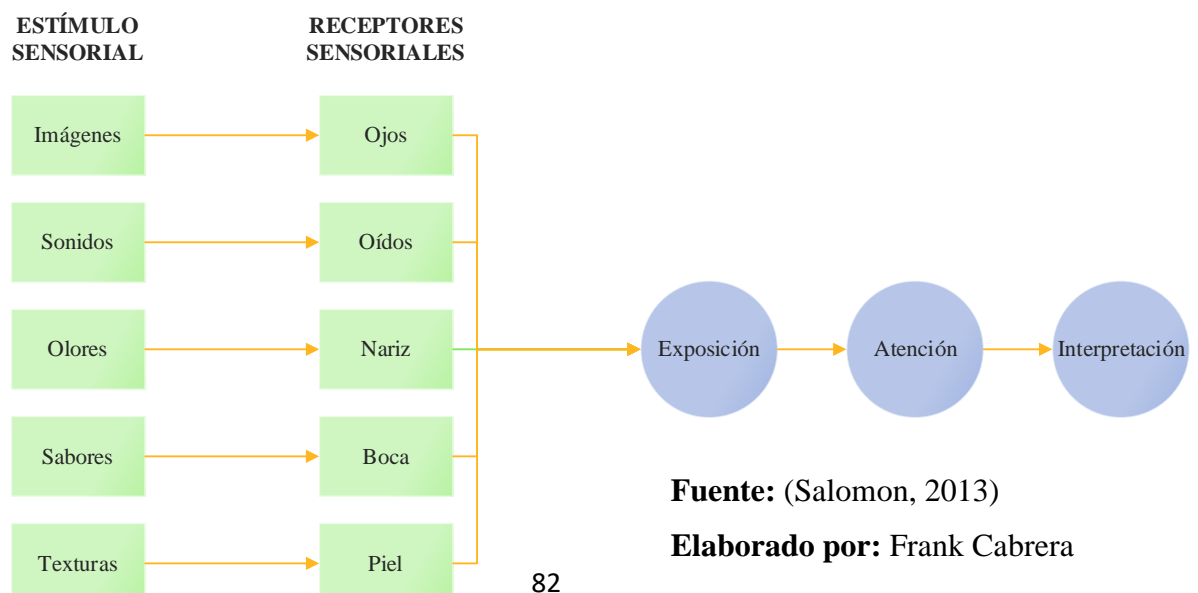 ESTÍMULO
SENSORIAL
RECEPTORES
SENSORIALES
Imágenes
Ojos
Sonidos
Oídos
Olores
Nariz
Exposición
Atención
Interpretación
Sabores
Boca
Texturas
Piel
Fuente: (Salomon, 2013)
Elaborado por: Frank Cabrera
82